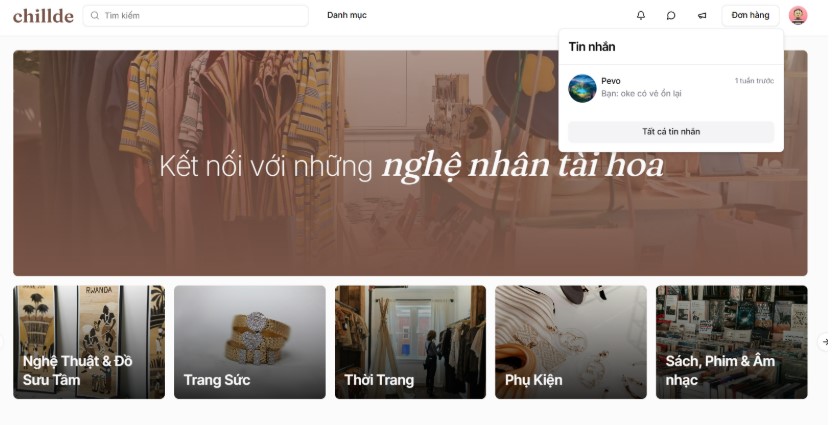 chillde
Tìm kiếm
Danh mục
Đơn hàng
Tin nhắn
Pevo
1 tuần trước
Bạn: oke có vẻ ổn lại
Tất cả tin nhắn
Kết nối với những nghệ nhân tài hoa
RWANDA
Nghệ Thuật & Đồ
Sưu Tầm
Trang Sức
Thời Trang
Phụ Kiện
Sách, Phim & Âm
nhạc